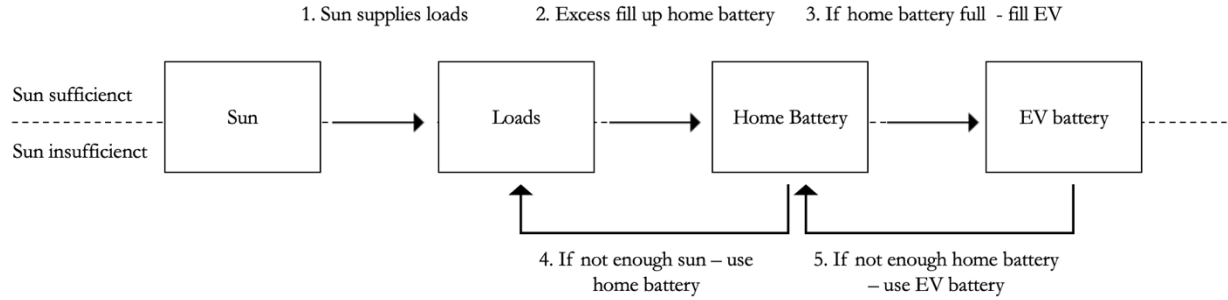 1. Sun supplies loads
2. Excess fill up home battery
3. If home battery full - fill EV
Sun sufficienct
Sun insufficienct
Sun
Loads
Home Battery
EV battery
4. If not enough sun – use
home battery
5. If not enough home battery
– use EV battery